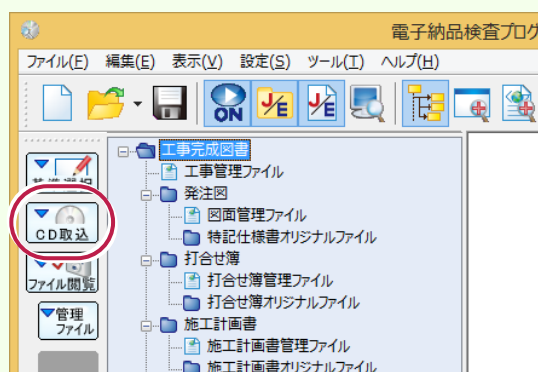 電子納品検査プログ
ファイル(F) 編集(E) 表示(V) 設定(S) ツール(T) ヘルプ(H)
ON J/E J/E
工事完成図書
工事管理ファイル
発注図
図面管理ファイル
特記仕様書オリジナルファイル
打合せ簿
打合せ簿管理ファイル
打合せ簿オリジナルファイル
施工計画書
施工計画書管理ファイル
施工計画書オリジナルファイル
CD取込
ファイル閲覧
管理
ファイル